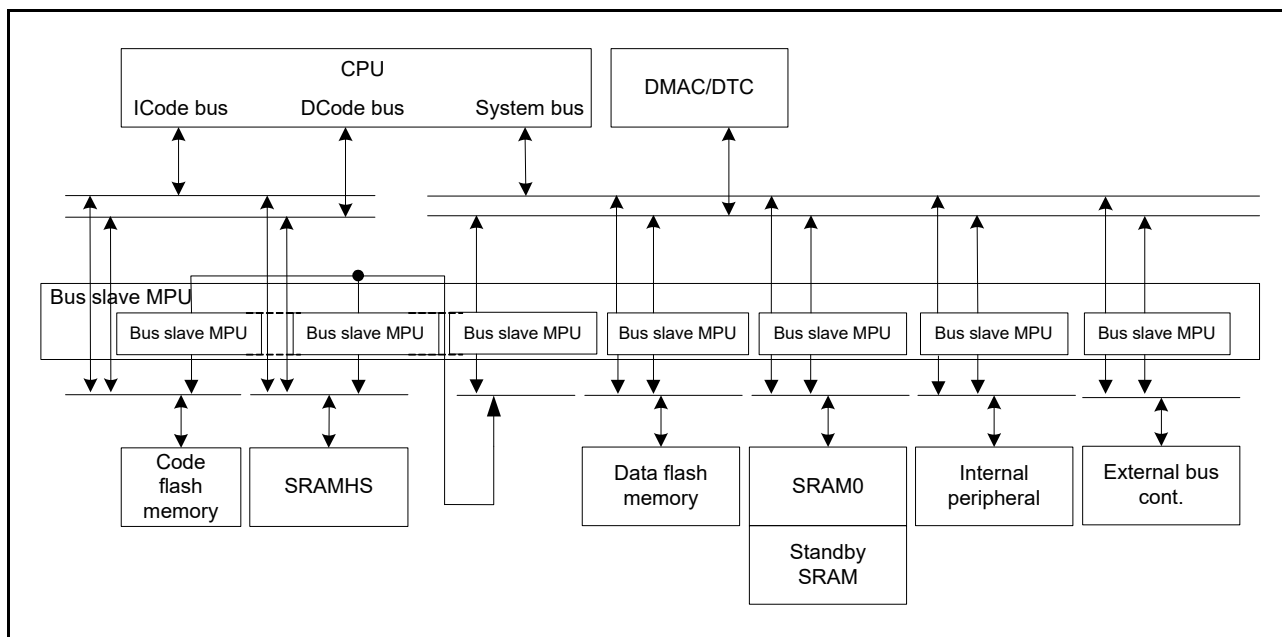 CPU
ICode bus
DCode bus
System bus
DMAC/DTC
Bus slave MPU
Bus slave MPU
Bus slave MPU
Bus slave MPU
Bus slave MPU
Bus slave MPU
Bus slave MPU
Bus slave MPU
Code
flash
memory
SRAMHS
Data flash
memory
SRAM0
Standby
SRAM
Internal
peripheral
External bus
cont.